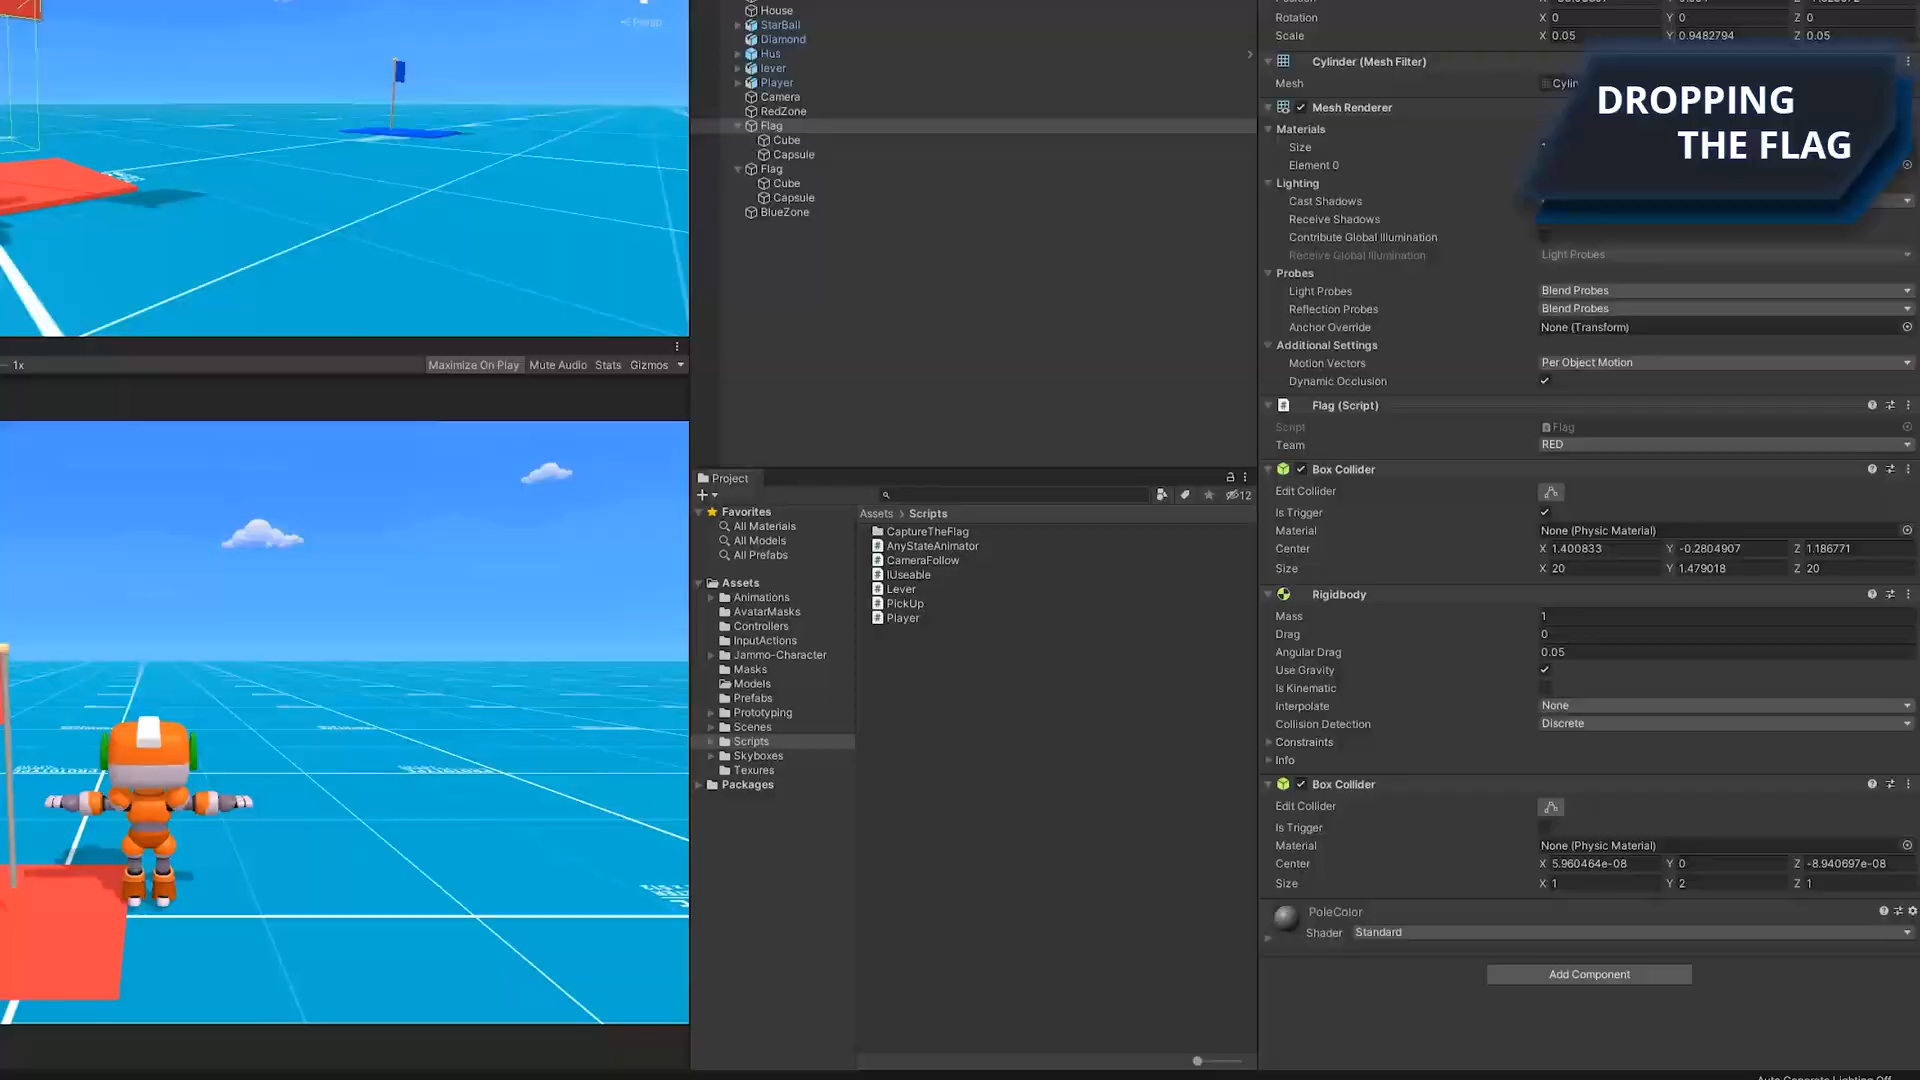 Persp
1x
Maximize On Play
Mute Audio
Stats
Gizmos
House
StarBall
Diamond
Hus
lever
Player
Camera
RedZone
Flag
Cube
Capsule
Flag
Cube
Capsule
BlueZone
Project
12
Favorites
All Materials
All Models
All Prefabs
Assets
Animations
AvatarMasks
Controllers
InputActions
Jammo-Character
Masks
Models
Prefabs
Prototyping
Scenes
Scripts
Skyboxes
Texures
Packages
Assets > Scripts
CaptureTheFlag
AnyStateAnimator
CameraFollow
IUseable
Lever
PickUp
Player
Rotation X 0 Y 0 Z 0
Scale X 0.05 Y 0.9482794 Z 0.05
Cylinder (Mesh Filter)
Mesh Cylin
DROPPING
THE FLAG
Mesh Renderer
Materials
Size
Element 0
Lighting
Cast Shadows
Receive Shadows
Contribute Global Illumination
Receive Global Illumination Light Probes
Probes
Light Probes Blend Probes
Reflection Probes Blend Probes
Anchor Override None (Transform)
Additional Settings
Motion Vectors Per Object Motion
Dynamic Occlusion
Flag (Script)
Script Flag
Team RED
Box Collider
Edit Collider
Is Trigger
Material None (Physic Material)
Center X 1.400833 Y -0.2804907 Z 1.186771
Size X 20 Y 1.479018 Z 20
Rigidbody
Mass 1
Drag 0
Angular Drag 0.05
Use Gravity
Is Kinematic
Interpolate None
Collision Detection Discrete
Constraints
Info
Box Collider
Edit Collider
Is Trigger
Material None (Physic Material)
Center X 5.960464e-08 Y 0 Z -8.940697e-08
Size X 1 Y 2 Z 1
PoleColor
Shader Standard
Add Component